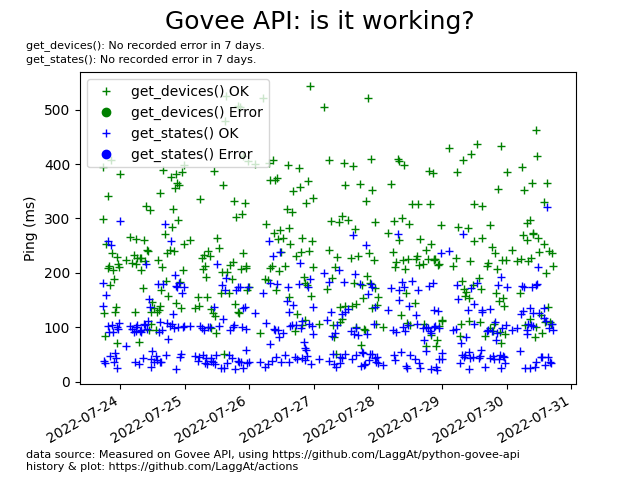 Govee API: is it working?
get_devices(): No recorded error in 7 days.
get_states(): No recorded error in 7 days.
get_devices() OK
get_devices() Error
get_states() OK
get_states() Error
Ping (ms)
500
400
300
200
100
0
2022-07-24
2022-07-25
2022-07-26
2022-07-27
2022-07-28
2022-07-29
2022-07-30
2022-07-31
data source: Measured on Govee API, using https://github.com/LaggAt/python-govee-api
history & plot: https://github.com/LaggAt/actions